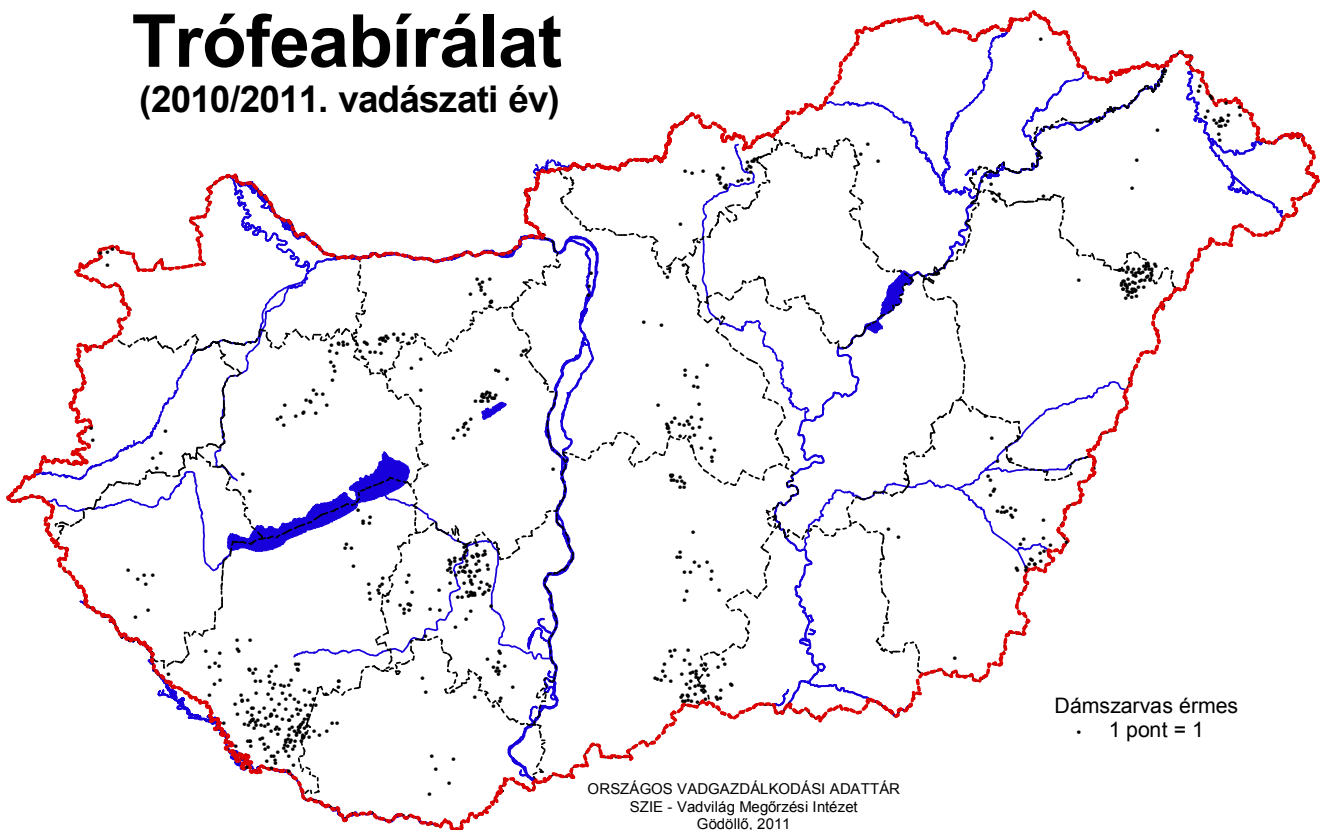 Trófeabírálat
(2010/2011. vadászati év)
Dámszarvas érmes
1 pont = 1
ORSZÁGOS VADGAZDÁLKODÁSI ADATTÁR
SZIE - Vadvilág Megőrzési Intézet
Gödöllő, 2011